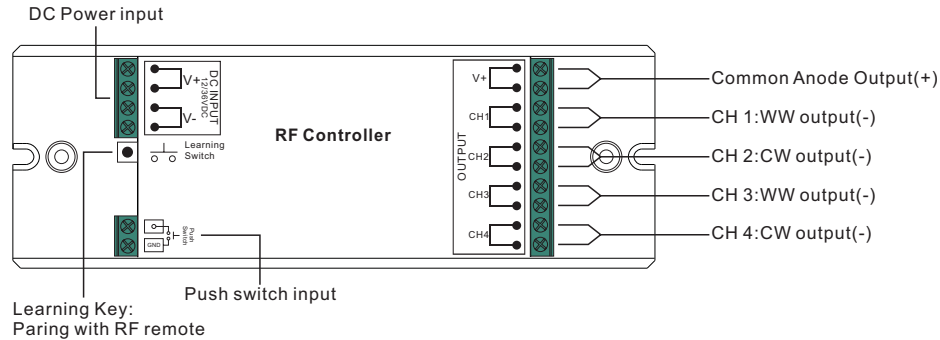 DC Power input
V+
V-
DC INPUT
12/36VDC
Learning
Switch
RF Controller
Push
Switch
GND
OUTPUT
V+
CH1
CH2
CH3
CH4
Common Anode Output(+)
CH 1:WW output(-)
CH 2:CW output(-)
CH 3:WW output(-)
CH 4:CW output(-)
Push switch input
Learning Key:
Paring with RF remote